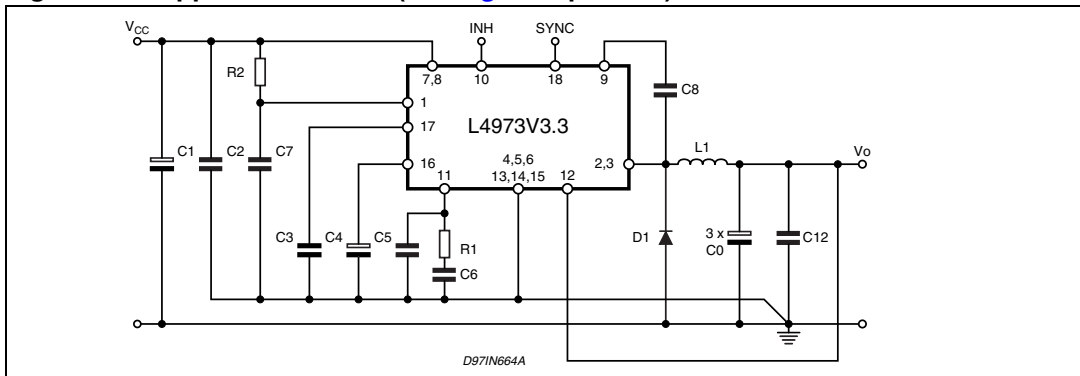 V_CC
INH
SYNC
7,8
10
18
9
R2
C8
1
L4973V3.3
17
L1
Vo
C1
C2
C7
16
4,5,6
2,3
11
13,14,15
12
C3
C4
C5
R1
D1
3 x
C0
C12
C6
D97IN664A